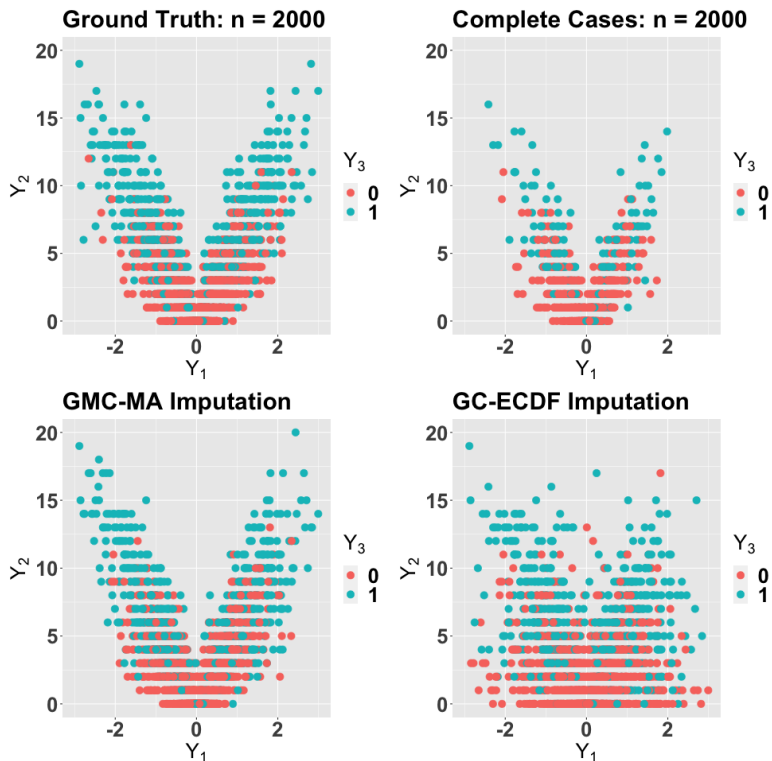 Ground Truth: n = 2000
20
15
10
5
0
Y2
-2 0 2
Y1
Y3
0
1
Complete Cases: n = 2000
20
15
10
5
0
Y2
-2 0 2
Y1
Y3
0
1
GMC-MA Imputation
20
15
10
5
0
Y2
-2 0 2
Y1
Y3
0
1
GC-ECDF Imputation
20
15
10
5
0
Y2
-2 0 2
Y1
Y3
0
1